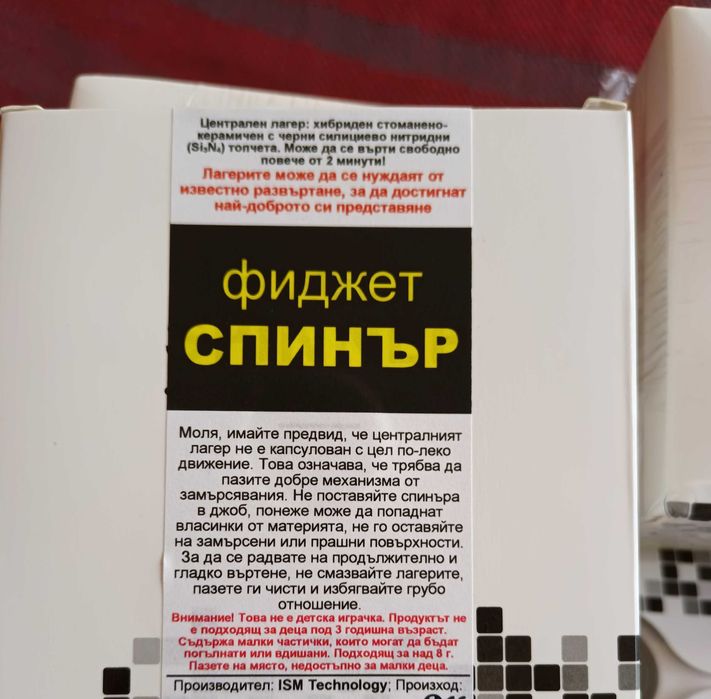 Централен лагер: хибриден стоманено-
керамичен с черни силициево нитридни
(Si₃N₄) топчета. Може да се върти свободно
повече от 2 минути!
Лагерите може да се нуждаят от
известно развъртане, за да достигнат
най-доброто си представяне
фиджет
СПИНЪР
Моля, имайте предвид, че централният
лагер не е капсулован с цел по-леко
движение. Това означава, че трябва да
пазите добре механизма от
замърсявания. Не поставяйте спинъра
в джоб, понеже може да попаднат
власинки от материята, не го оставяйте
на замърсени или прашни повърхности.
За да се радвате на продължително и
гладко въртене, не смазвайте лагерите,
пазете ги чисти и избягвайте грубо
отношение.
Внимание! Това не е детска играчка. Продуктът не
е подходящ за деца под 3 годишна възраст.
Съдържа малки частички, които могат да бъдат
погълнати или вдишани. Подходящ за над 8 г.
Пазете на място, недостъпно за малки деца.
Производител: ISM Technology; Произход: